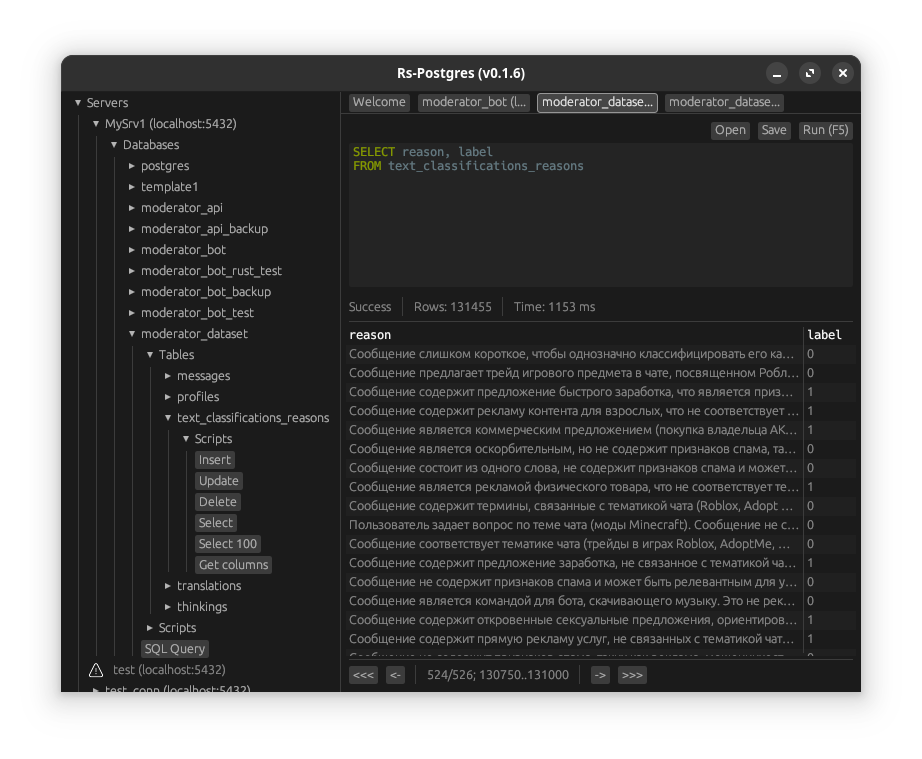 Rs-Postgres (v0.1.6)
Servers
MySrv1 (localhost:5432)
Databases
postgres
template1
moderator_api
moderator_api_backup
moderator_bot
moderator_bot_rust_test
moderator_bot_backup
moderator_bot_test
moderator_dataset
Tables
messages
profiles
text_classifications_reasons
Scripts
Insert
Update
Delete
Select
Select 100
Get columns
translations
thinkings
Scripts
SQL Query
test (localhost:5432)
test_conn (localhost:5432)
Welcome moderator_bot (l... moderator_datase... moderator_datase...
Open Save Run (F5)
SELECT reason, label
FROM text_classifications_reasons
Success Rows: 131455 Time: 1153 ms
reason label
Сообщение слишком короткое, чтобы однозначно классифицировать его ка... 0
Сообщение предлагает трейд игрового предмета в чате, посвященном Робл... 0
Сообщение содержит предложение быстрого заработка, что является приз... 1
Сообщение содержит рекламу контента для взрослых, что не соответствует ... 1
Сообщение является коммерческим предложением (покупка владельца АК... 1
Сообщение является оскорбительным, но не содержит признаков спама, та... 0
Сообщение состоит из одного слова, не содержит признаков спама и может... 0
Сообщение является рекламой физического товара, что не соответствует те... 1
Сообщение содержит термины, связанные с тематикой чата (Roblox, Adopt ... 0
Пользователь задает вопрос по теме чата (моды Minecraft). Сообщение не с... 0
Сообщение соответствует тематике чата (трейды в играх Roblox, AdoptMe, ... 0
Сообщение содержит предложение заработка, не связанное с тематикой ча... 1
Сообщение не содержит признаков спама и может быть релевантным для у... 0
Сообщение является командой для бота, скачивающего музыку. Это не рек... 0
Сообщение содержит откровенные сексуальные предложения, ориентиров... 1
Сообщение содержит прямую рекламу услуг, не связанных с тематикой чат... 1
<<< <- 524/526; 130750..131000 -> >>>